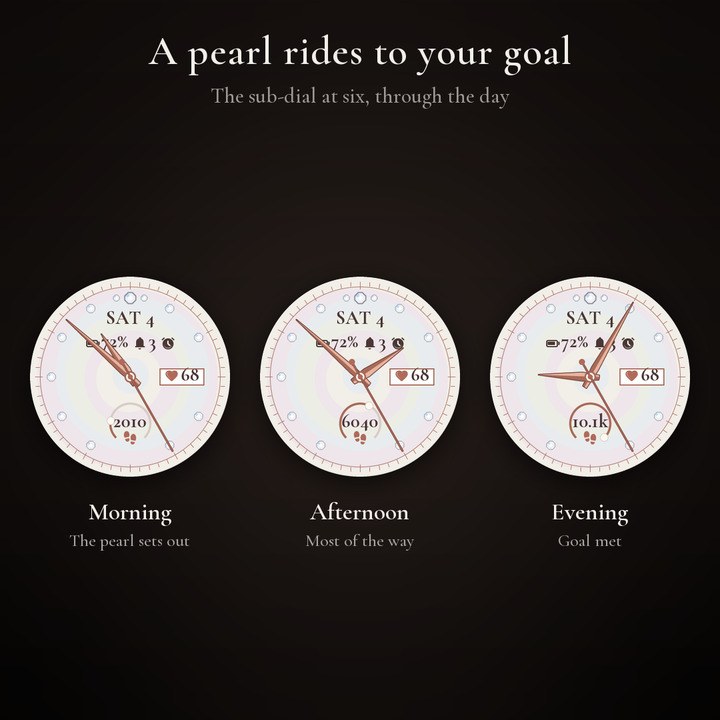 A pearl rides to your goal
The sub-dial at six, through the day
SAT 4
72% 3
68
2010
SAT 4
72% 3
68
6040
SAT 4
72% 3
68
10.1k
Morning
The pearl sets out
Afternoon
Most of the way
Evening
Goal met